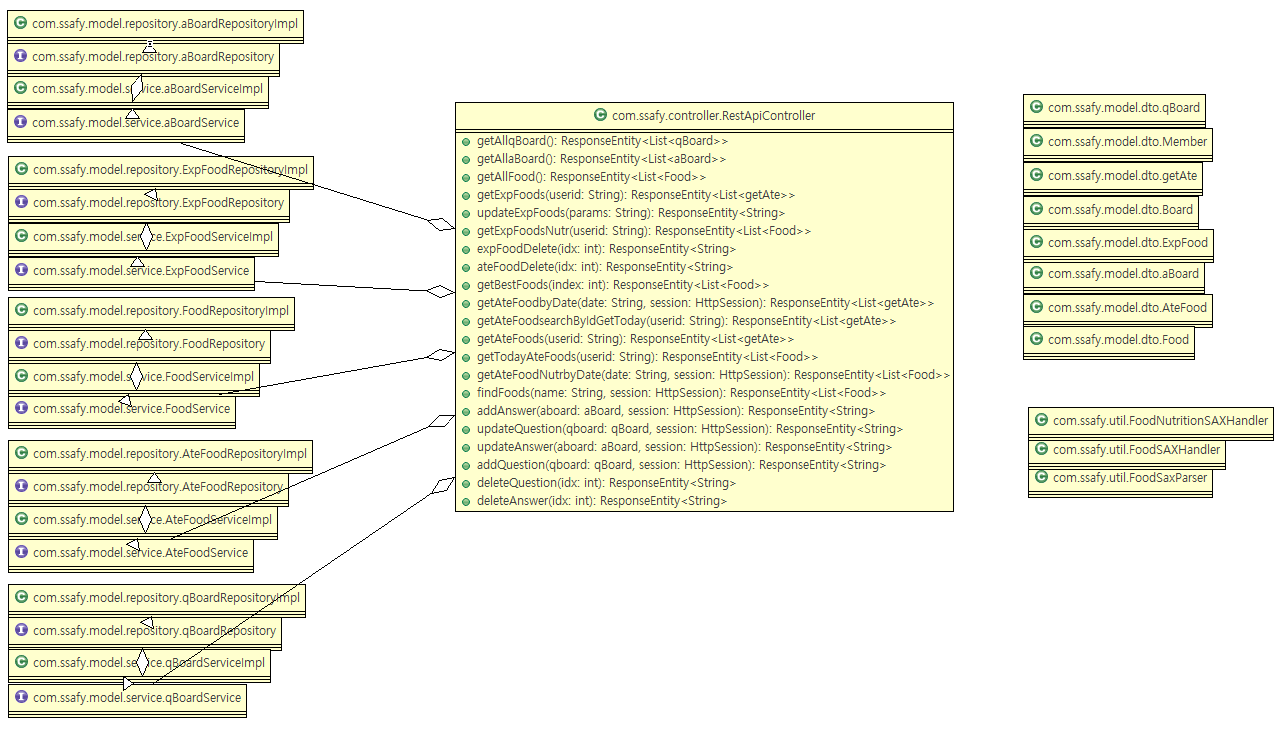 com.ssafy.model.repository.aBoardRepositoryImpl
com.ssafy.model.repository.aBoardRepository
com.ssafy.model.service.aBoardServiceImpl
com.ssafy.model.service.aBoardService
com.ssafy.model.repository.ExpFoodRepositoryImpl
com.ssafy.model.repository.ExpFoodRepository
com.ssafy.model.service.ExpFoodServiceImpl
com.ssafy.model.service.ExpFoodService
com.ssafy.model.repository.FoodRepositoryImpl
com.ssafy.model.repository.FoodRepository
com.ssafy.model.service.FoodServiceImpl
com.ssafy.model.service.FoodService
com.ssafy.model.repository.AteFoodRepositoryImpl
com.ssafy.model.repository.AteFoodRepository
com.ssafy.model.service.AteFoodServiceImpl
com.ssafy.model.service.AteFoodService
com.ssafy.model.repository.qBoardRepositoryImpl
com.ssafy.model.repository.qBoardRepository
com.ssafy.model.service.qBoardServiceImpl
com.ssafy.model.service.qBoardService
com.ssafy.controller.RestApiController
getAllqBoard(): ResponseEntity<List<qBoard>>
getAllaBoard(): ResponseEntity<List<aBoard>>
getAllFood(): ResponseEntity<List<Food>>
getExpFoods(userid: String): ResponseEntity<List<getAte>>
updateExpFoods(params: String): ResponseEntity<String>
getExpFoodsNutr(userid: String): ResponseEntity<List<Food>>
expFoodDelete(idx: int): ResponseEntity<String>
ateFoodDelete(idx: int): ResponseEntity<String>
getBestFoods(index: int): ResponseEntity<List<Food>>
getAteFoodbyDate(date: String, session: HttpSession): ResponseEntity<List<getAte>>
getAteFoodsearchByIdGetToday(userid: String): ResponseEntity<List<getAte>>
getAteFoods(userid: String): ResponseEntity<List<getAte>>
getTodayAteFoods(userid: String): ResponseEntity<List<Food>>
getAteFoodNutrbyDate(date: String, session: HttpSession): ResponseEntity<List<Food>>
findFoods(name: String, session: HttpSession): ResponseEntity<List<Food>>
addAnswer(aboard: aBoard, session: HttpSession): ResponseEntity<String>
updateQuestion(qboard: qBoard, session: HttpSession): ResponseEntity<String>
updateAnswer(aboard: aBoard, session: HttpSession): ResponseEntity<String>
addQuestion(qboard: qBoard, session: HttpSession): ResponseEntity<String>
deleteQuestion(idx: int): ResponseEntity<String>
deleteAnswer(idx: int): ResponseEntity<String>
com.ssafy.model.dto.qBoard
com.ssafy.model.dto.Member
com.ssafy.model.dto.getAte
com.ssafy.model.dto.Board
com.ssafy.model.dto.ExpFood
com.ssafy.model.dto.aBoard
com.ssafy.model.dto.AteFood
com.ssafy.model.dto.Food
com.ssafy.util.FoodNutritionSAXHandler
com.ssafy.util.FoodSAXHandler
com.ssafy.util.FoodSaxParser